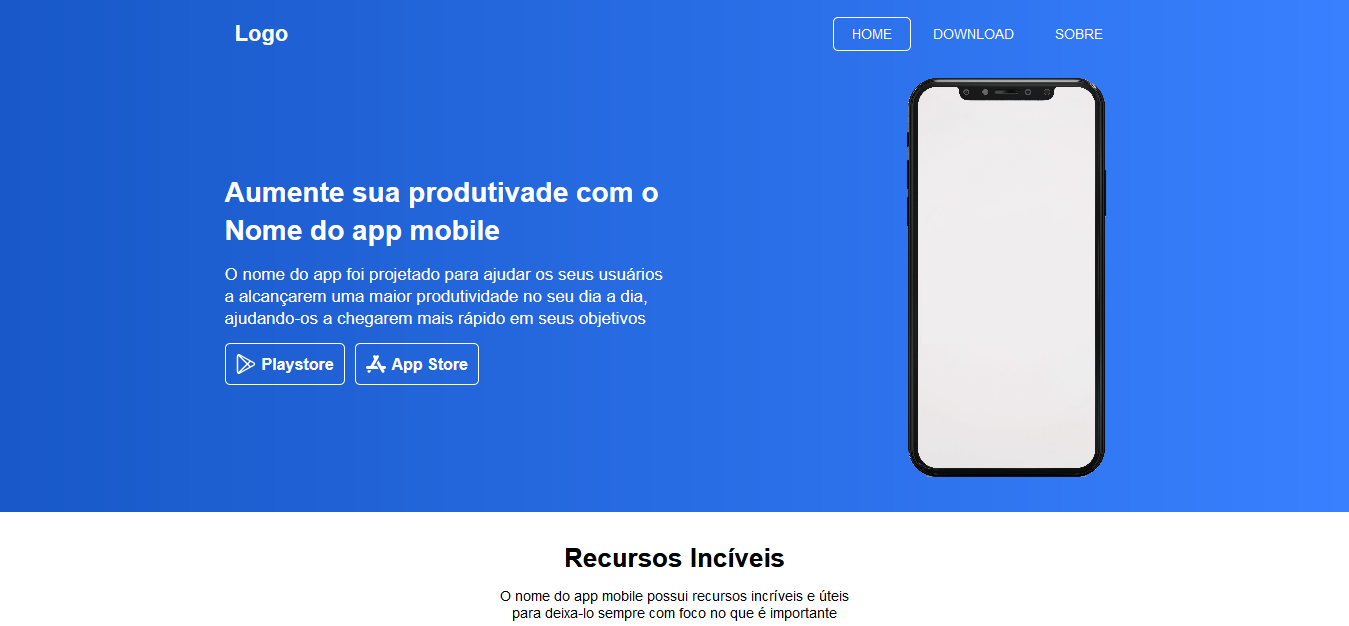 Logo
HOME
DOWNLOAD
SOBRE
Aumente sua produtivade com o
Nome do app mobile
O nome do app foi projetado para ajudar os seus usuários
a alcançarem uma maior produtividade no seu dia a dia,
ajudando-os a chegarem mais rápido em seus objetivos
Playstore
App Store
Recursos Incíveis
O nome do app mobile possui recursos incríveis e úteis
para deixa-lo sempre com foco no que é importante